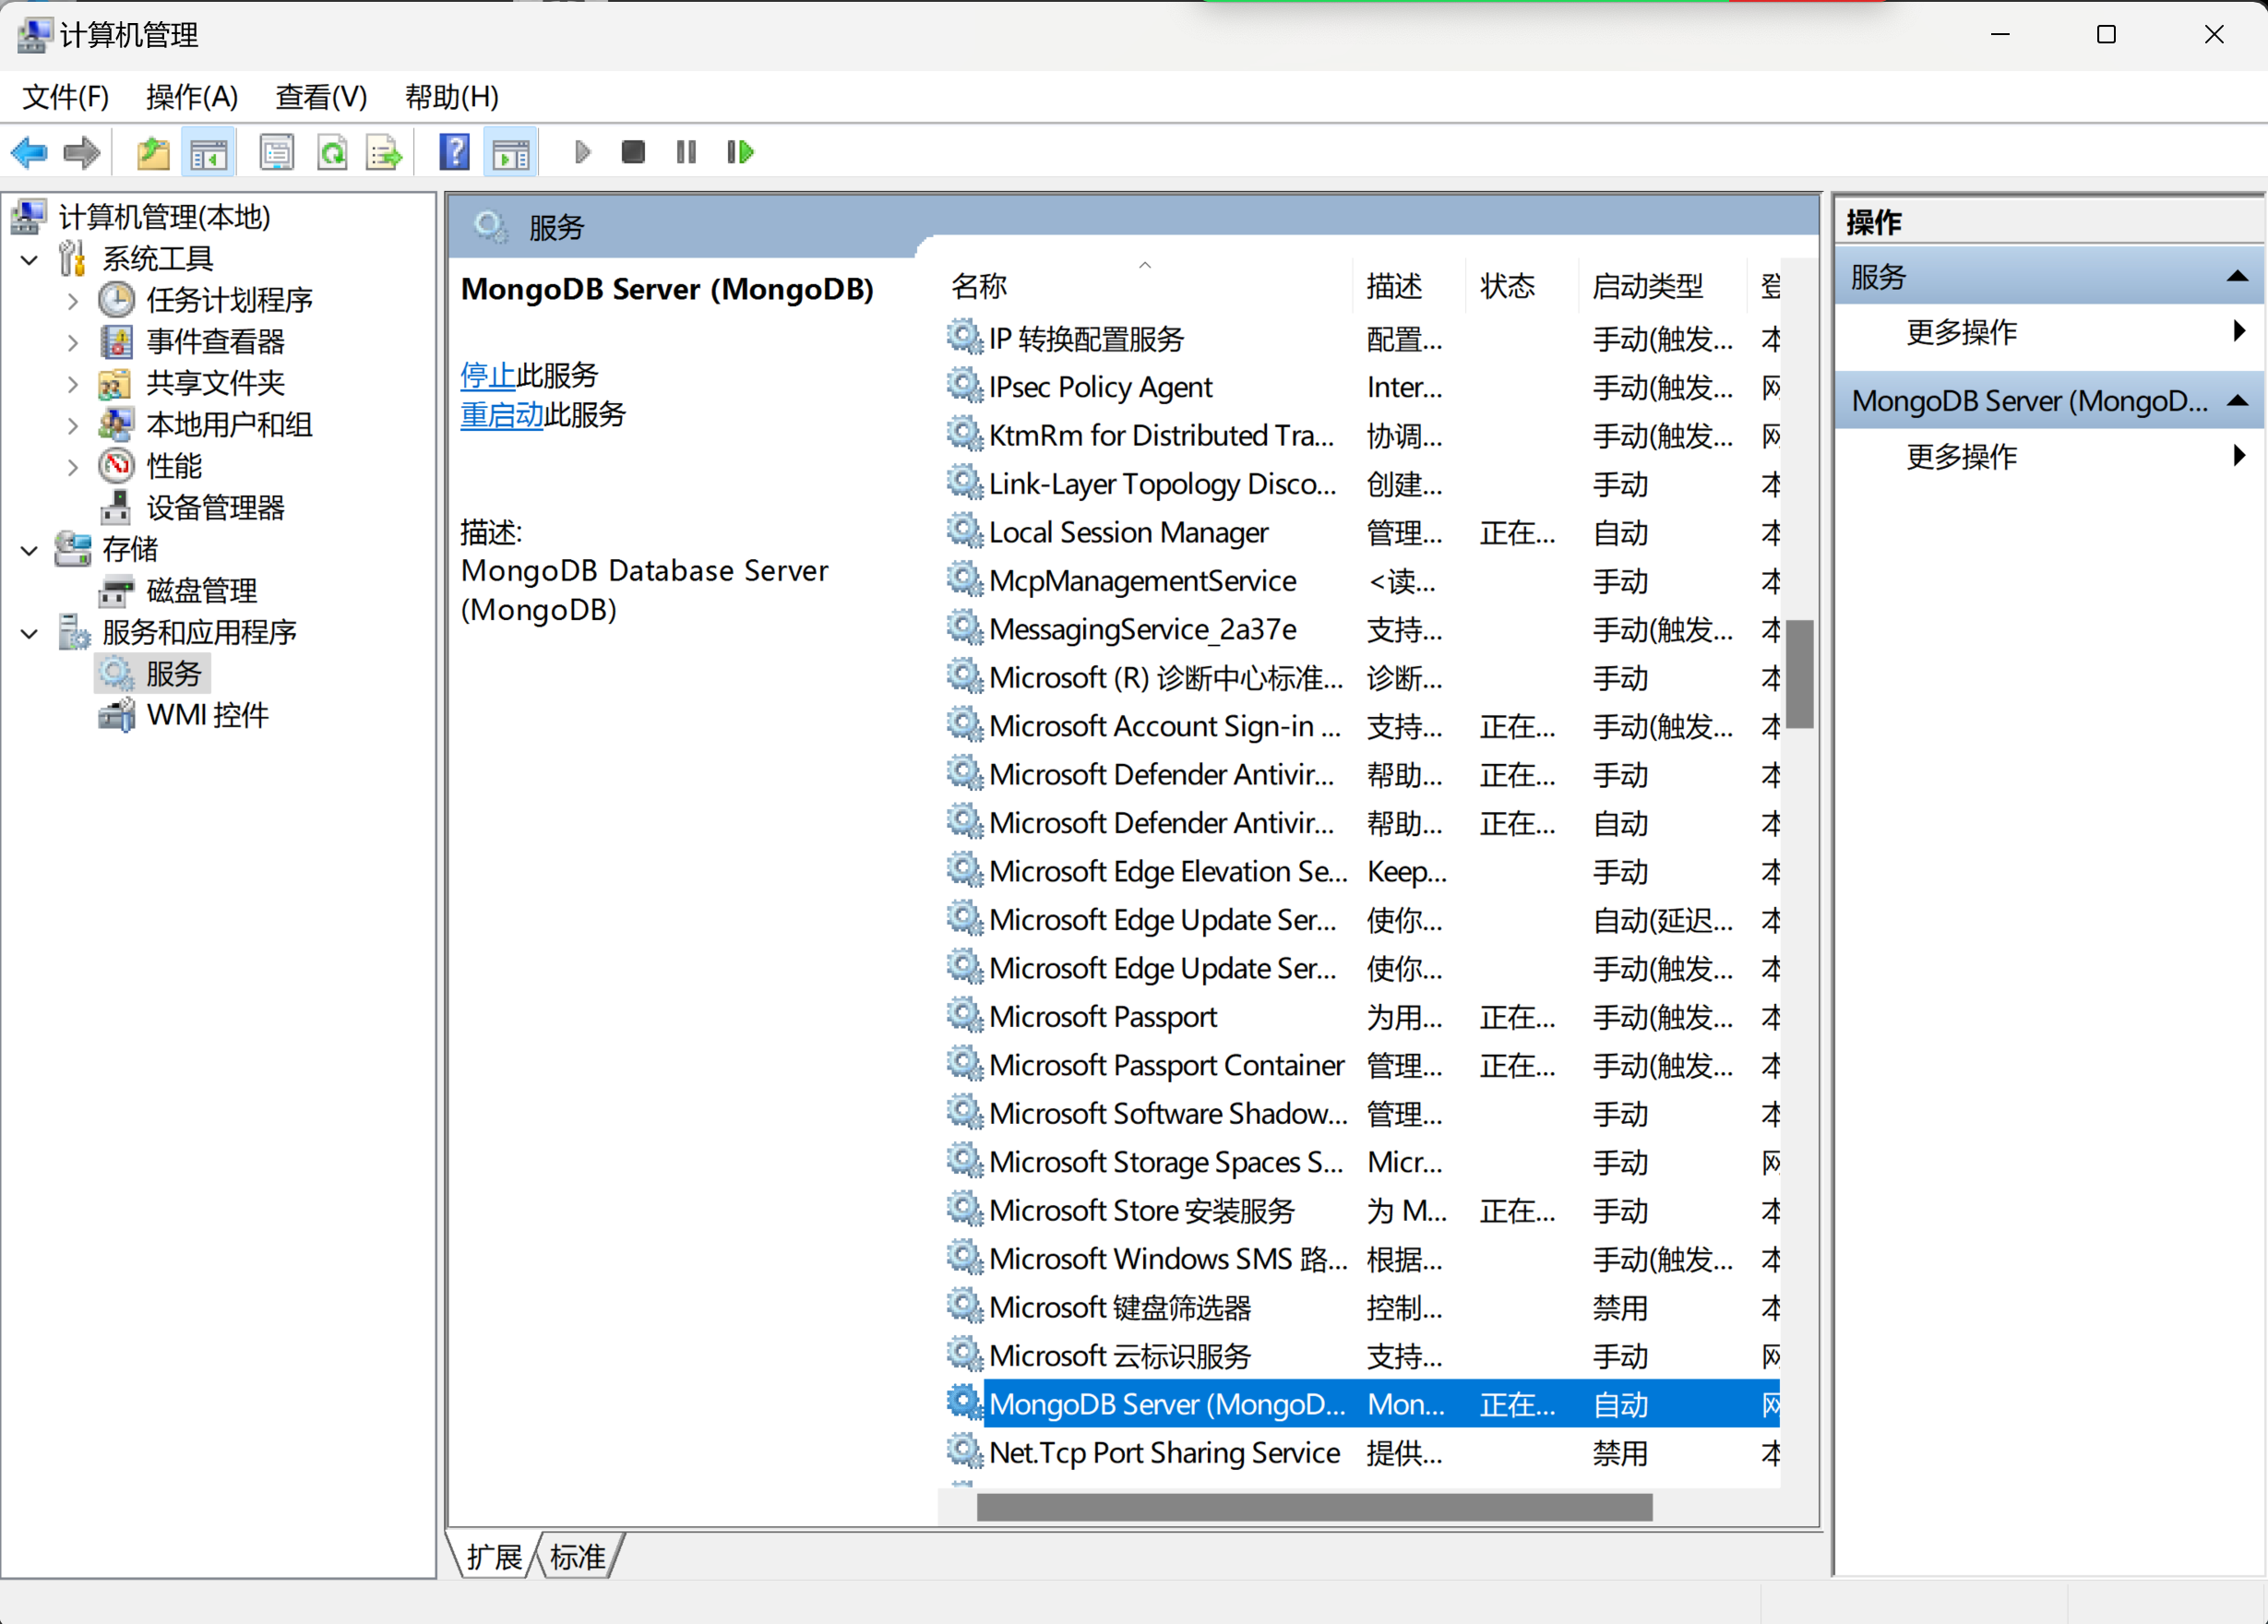 计算机管理
文件(F) 操作(A) 查看(V) 帮助(H)
计算机管理(本地)
系统工具
任务计划程序
事件查看器
共享文件夹
本地用户和组
性能
设备管理器
存储
磁盘管理
服务和应用程序
服务
WMI 控件
服务
MongoDB Server (MongoDB)
停止此服务
重启动此服务
描述:
MongoDB Database Server
(MongoDB)
名称 描述 状态 启动类型 登
IP 转换配置服务 配置... 手动(触发... 本
IPsec Policy Agent Inter... 手动(触发... 网
KtmRm for Distributed Tra... 协调... 手动(触发... 网
Link-Layer Topology Disco... 创建... 手动 本
Local Session Manager 管理... 正在... 自动 本
McpManagementService <读... 手动 本
MessagingService_2a37e 支持... 手动(触发... 本
Microsoft (R) 诊断中心标准... 诊断... 手动 本
Microsoft Account Sign-in ... 支持... 正在... 手动(触发... 本
Microsoft Defender Antivir... 帮助... 正在... 手动 本
Microsoft Defender Antivir... 帮助... 正在... 自动 本
Microsoft Edge Elevation Se... Keep... 手动 本
Microsoft Edge Update Ser... 使你... 自动(延迟... 本
Microsoft Edge Update Ser... 使你... 手动(触发... 本
Microsoft Passport 为用... 正在... 手动(触发... 本
Microsoft Passport Container 管理... 正在... 手动(触发... 本
Microsoft Software Shadow... 管理... 手动 本
Microsoft Storage Spaces S... Micr... 手动 网
Microsoft Store 安装服务 为 M... 正在... 手动 本
Microsoft Windows SMS 路... 根据... 手动(触发... 本
Microsoft 键盘筛选器 控制... 禁用 本
Microsoft 云标识服务 支持... 手动 网
MongoDB Server (MongoD... Mon... 正在... 自动 网
Net.Tcp Port Sharing Service 提供... 禁用 本
扩展 标准
操作
服务
更多操作
MongoDB Server (MongoD...
更多操作